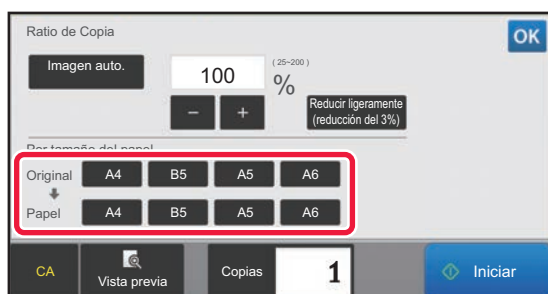 Ratio de Copia
OK
Imagen auto.
100
(25~200)
%
− +
Reducir ligeramente
(reducción del 3%)
Por tamaño del papel
Original A4 B5 A5 A6
Papel A4 B5 A5 A6
CA
Vista previa
Copias
1
Iniciar